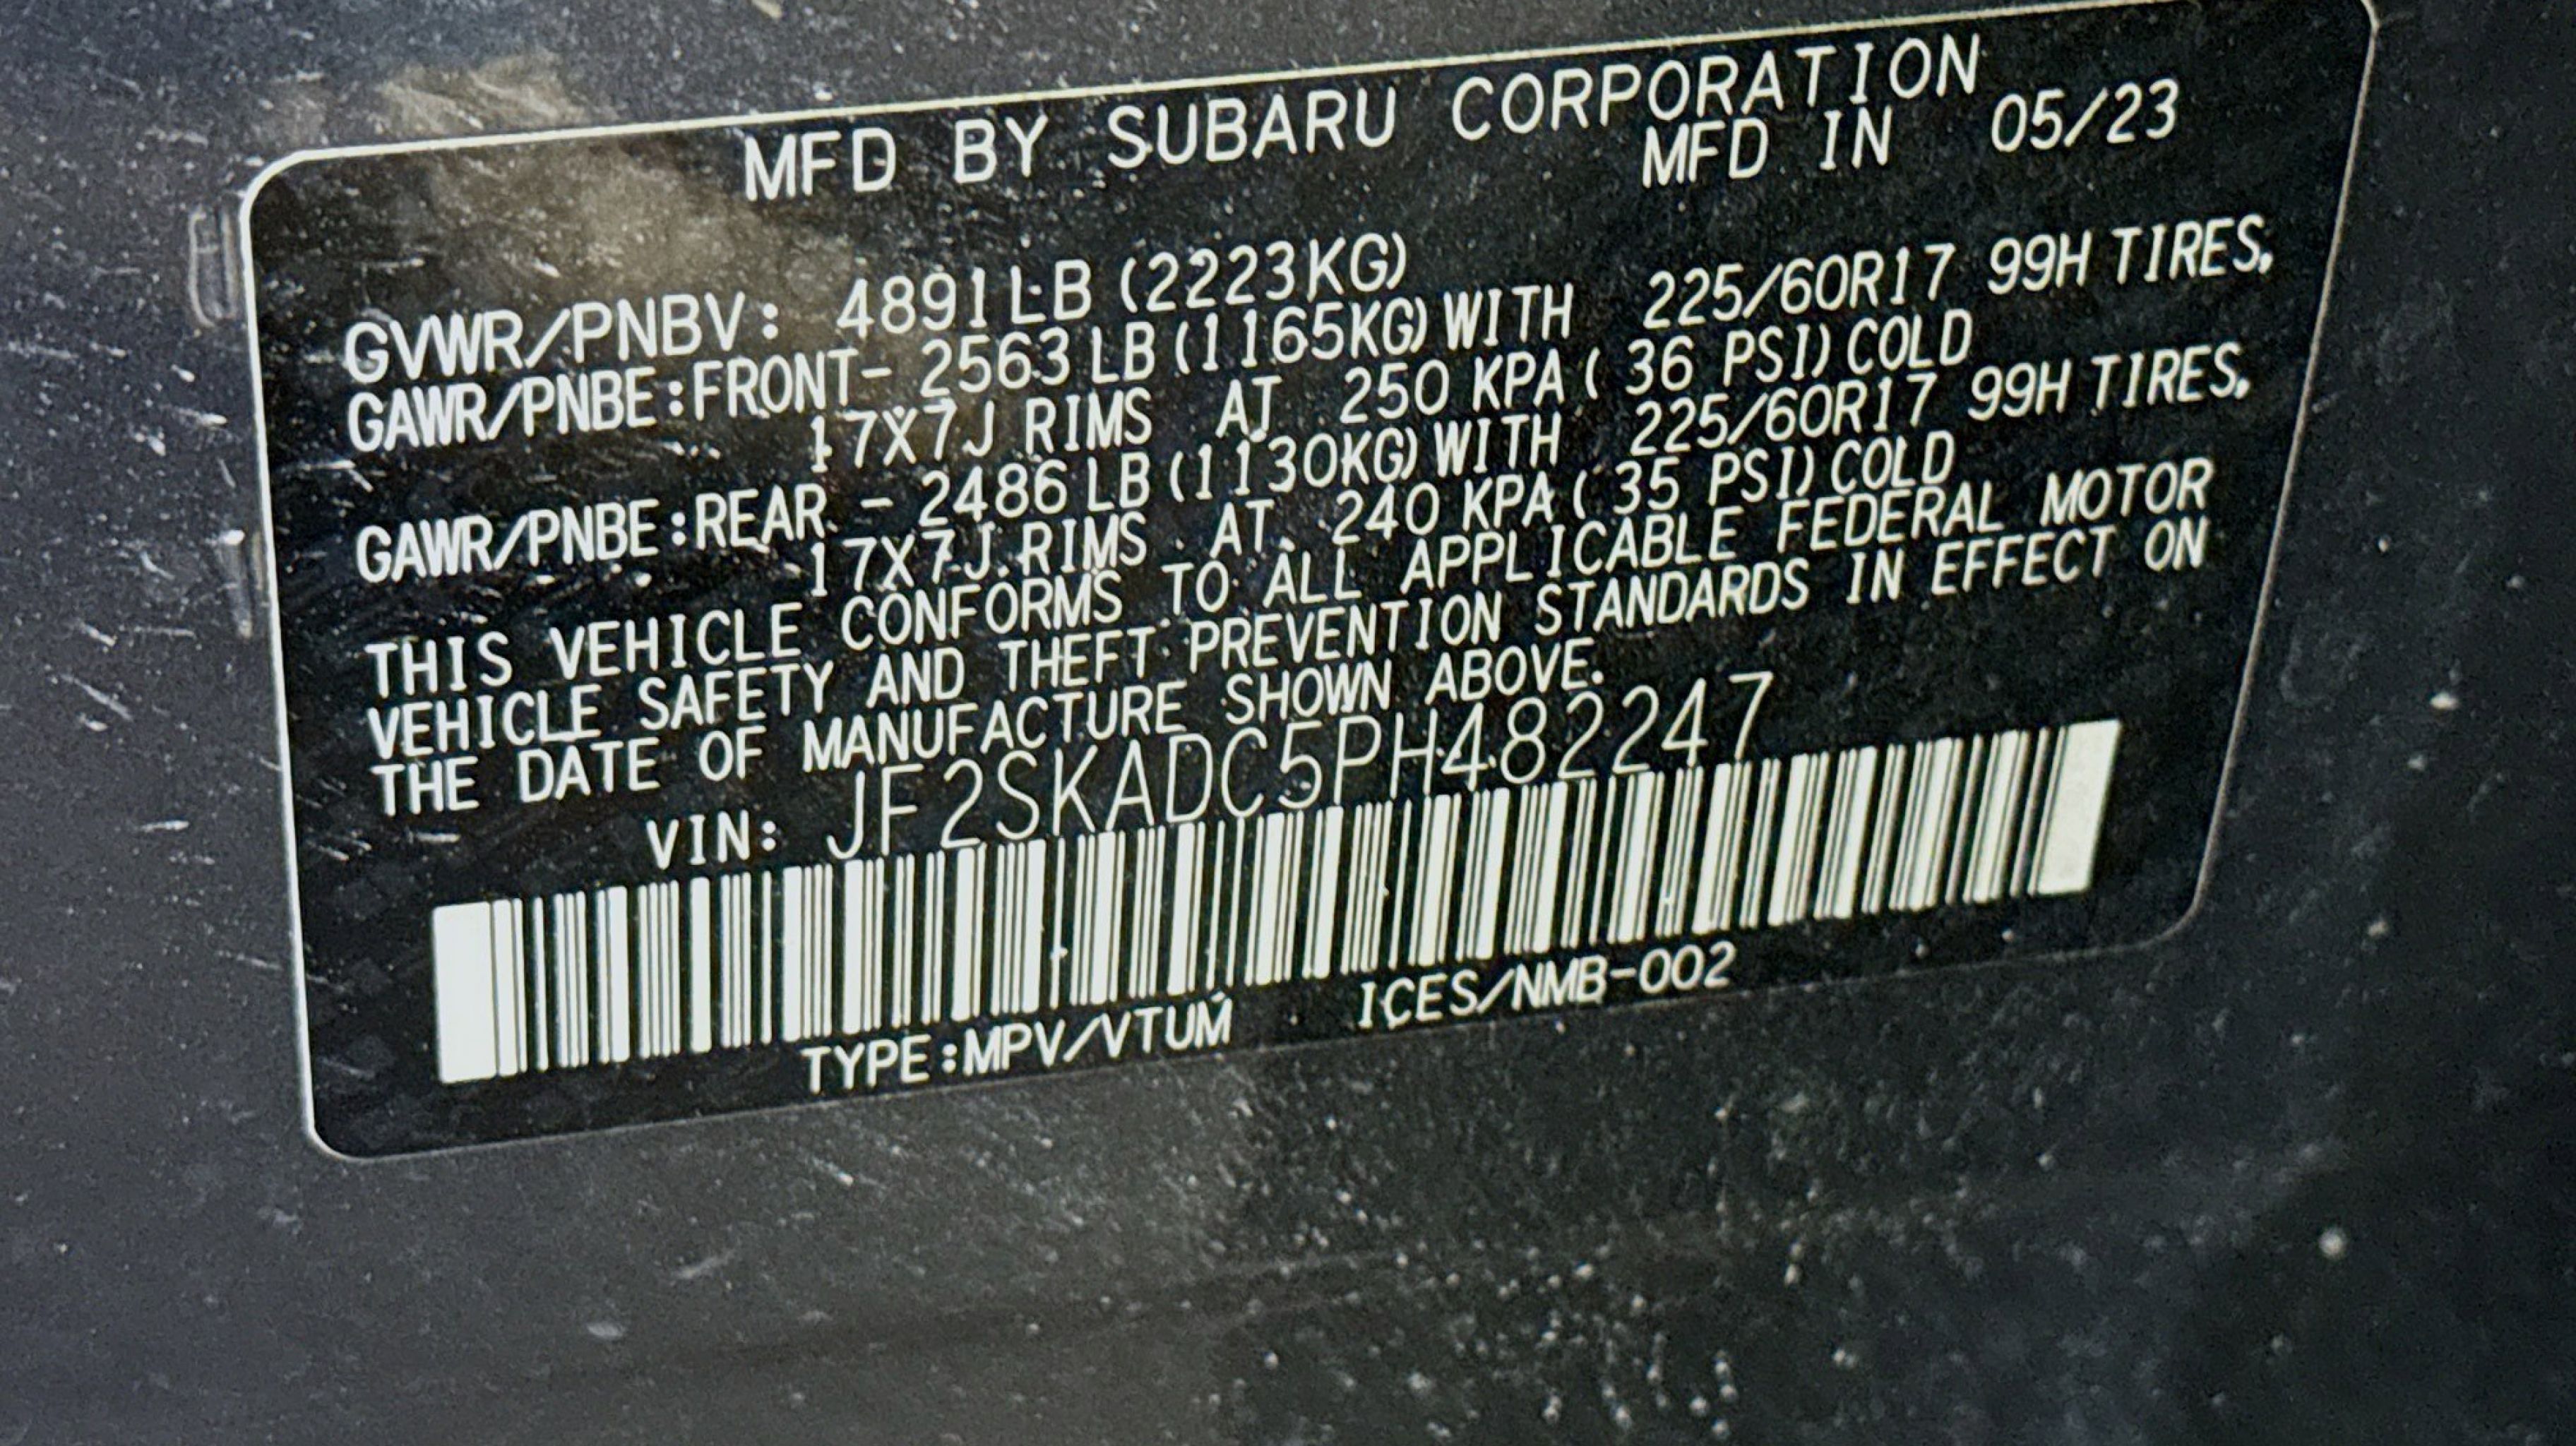 MFD BY SUBARU CORPORATION
MFD IN 05/23
GVWR/PNBV: 4891LB (2223KG)
GAWR/PNBE:FRONT- 2563 LB (1165KG) WITH 225/60R17 99H TIRES,
17X7J RIMS AT 250 KPA ( 36 PSI) COLD
GAWR/PNBE:REAR - 2486 LB (1130KG) WITH 225/60R17 99H TIRES,
17X7J RIMS AT 240 KPA ( 35 PSI) COLD
THIS VEHICLE CONFORMS TO ALL APPLICABLE FEDERAL MOTOR
VEHICLE SAFETY AND THEFT PREVENTION STANDARDS IN EFFECT ON
THE DATE OF MANUFACTURE SHOWN ABOVE.
VIN: JF2SKADC5PH482247
TYPE:MPV/VTUM ICES/NMB-002